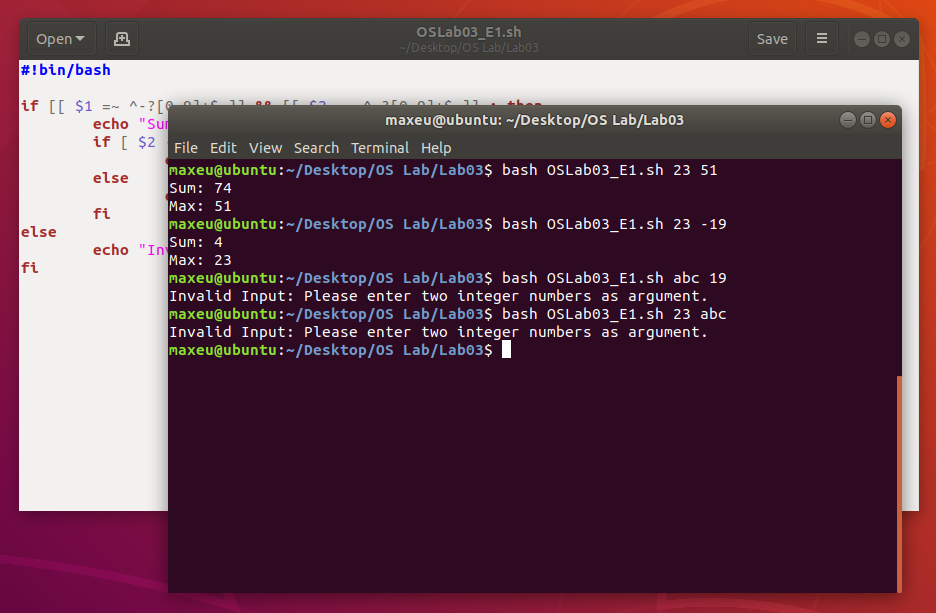 Open
OSLab03_E1.sh
~/Desktop/OS Lab/Lab03
Save
#!bin/bash
if [[ $1 =~ ^-?[0-9]+$ ]] && [[ $2 =~ ^-?[0-9]+$ ]] ; then
echo "Sum
if [ $2
else
fi
else
echo "Inv
fi
maxeu@ubuntu: ~/Desktop/OS Lab/Lab03
File Edit View Search Terminal Help
maxeu@ubuntu:~/Desktop/OS Lab/Lab03$ bash OSLab03_E1.sh 23 51
Sum: 74
Max: 51
maxeu@ubuntu:~/Desktop/OS Lab/Lab03$ bash OSLab03_E1.sh 23 -19
Sum: 4
Max: 23
maxeu@ubuntu:~/Desktop/OS Lab/Lab03$ bash OSLab03_E1.sh abc 19
Invalid Input: Please enter two integer numbers as argument.
maxeu@ubuntu:~/Desktop/OS Lab/Lab03$ bash OSLab03_E1.sh 23 abc
Invalid Input: Please enter two integer numbers as argument.
maxeu@ubuntu:~/Desktop/OS Lab/Lab03$